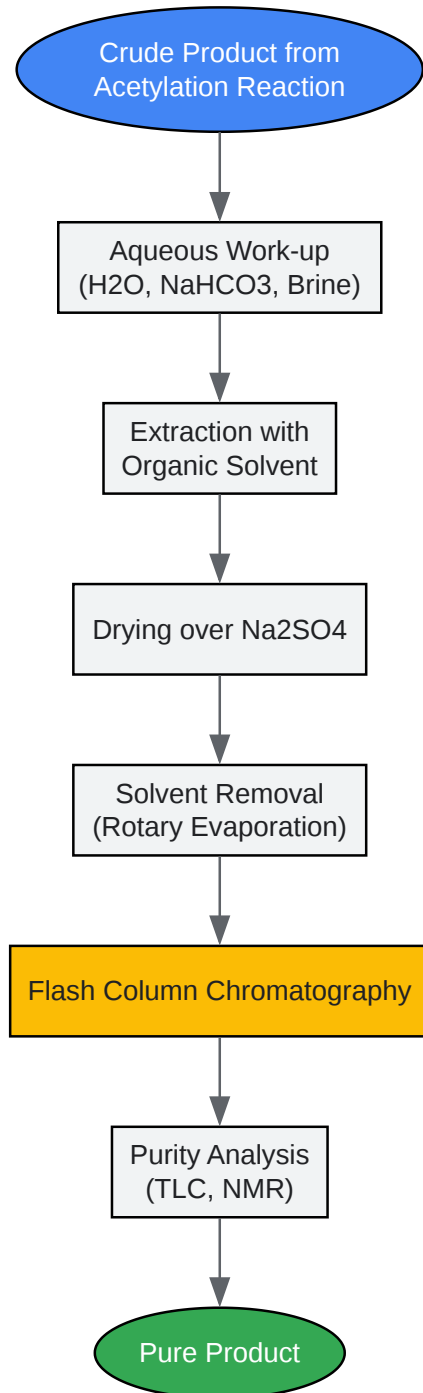 Crude Product from
Acetylation Reaction
Aqueous Work-up
(H2O, NaHCO3, Brine)
Extraction with
Organic Solvent
Drying over Na2SO4
Solvent Removal
(Rotary Evaporation)
Flash Column Chromatography
Purity Analysis
(TLC, NMR)
Pure Product